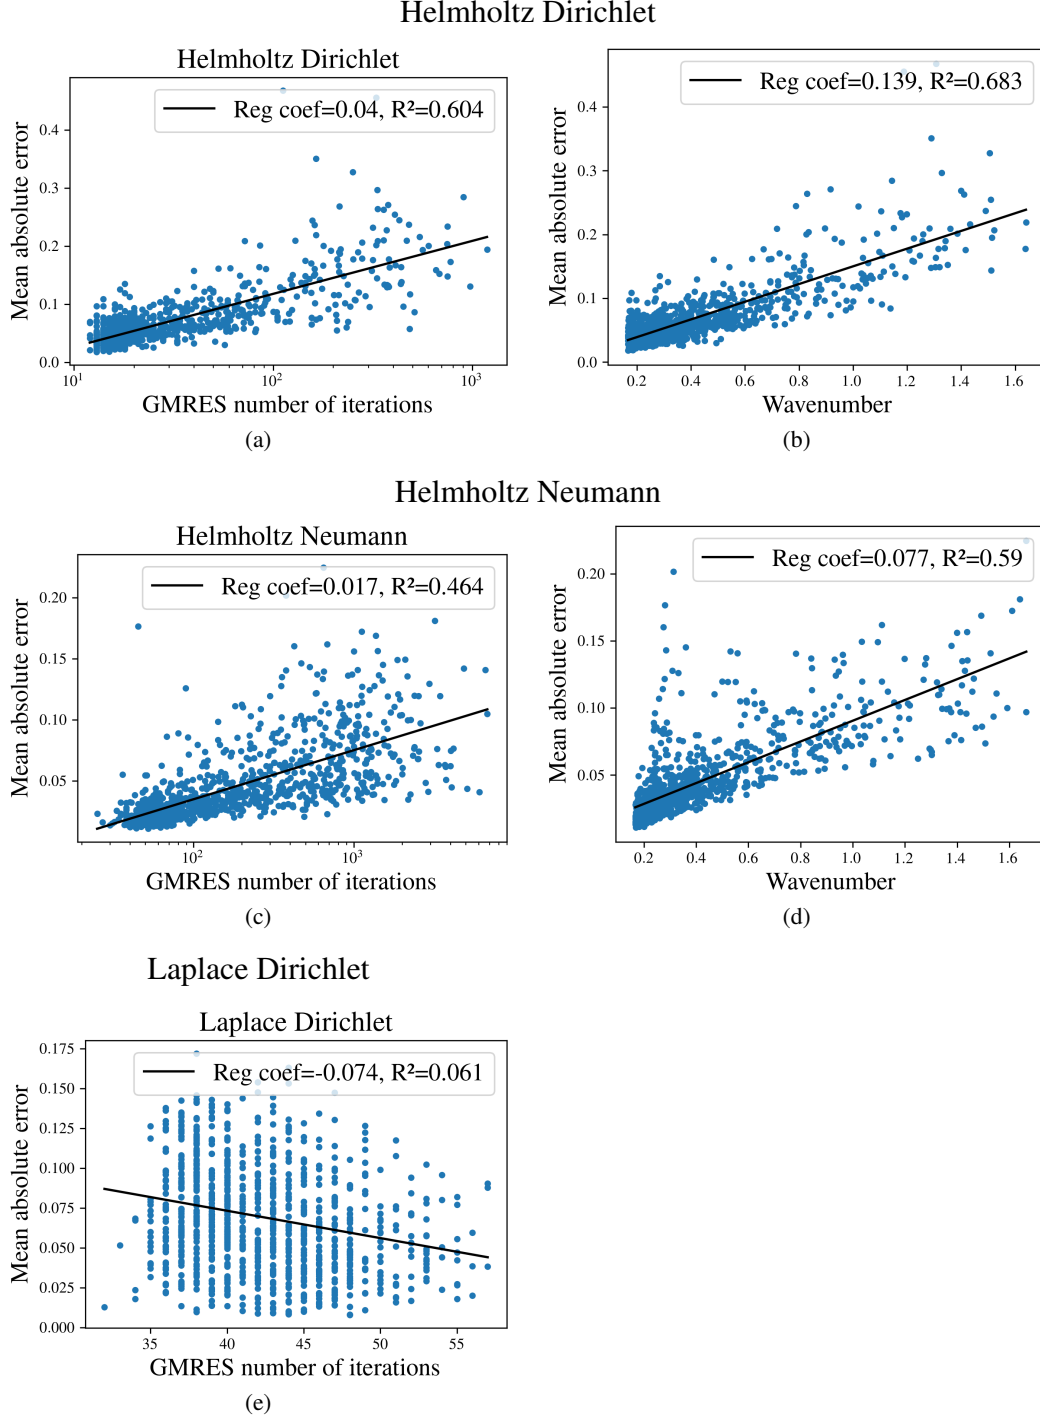 Helmholtz Dirichlet
Helmholtz Dirichlet
Reg coef=0.04, R²=0.604
Mean absolute error
0.4
0.3
0.2
0.1
0.0
10¹ 10² 10³
GMRES number of iterations
(a)
Reg coef=0.139, R²=0.683
Mean absolute error
0.4
0.3
0.2
0.1
0.0
0.2 0.4 0.6 0.8 1.0 1.2 1.4 1.6
Wavenumber
(b)
Helmholtz Neumann
Helmholtz Neumann
Reg coef=0.017, R²=0.464
Mean absolute error
0.20
0.15
0.10
0.05
10² 10³
GMRES number of iterations
(c)
Reg coef=0.077, R²=0.59
Mean absolute error
0.20
0.15
0.10
0.05
0.2 0.4 0.6 0.8 1.0 1.2 1.4 1.6
Wavenumber
(d)
Laplace Dirichlet
Laplace Dirichlet
Reg coef=-0.074, R²=0.061
Mean absolute error
0.175
0.150
0.125
0.100
0.075
0.050
0.025
0.000
35 40 45 50 55
GMRES number of iterations
(e)